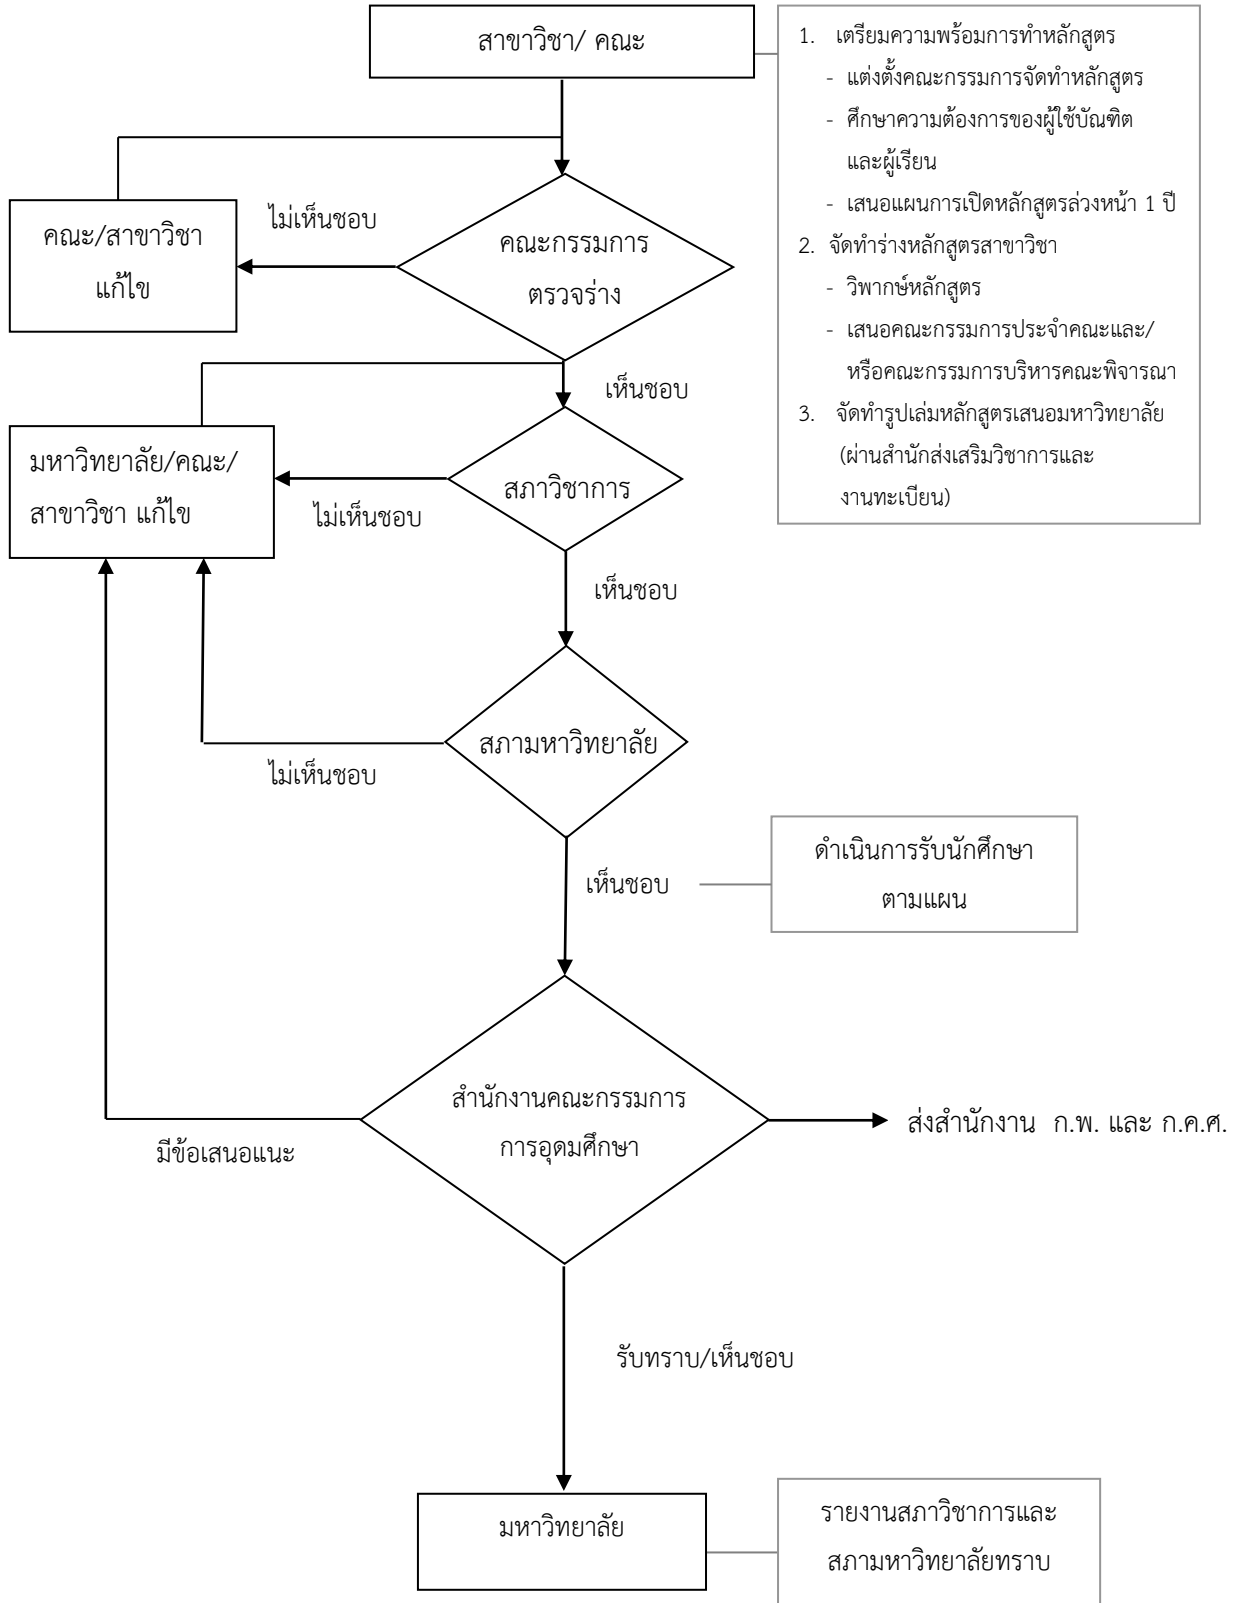 สาขาวิชา/ คณะ
1. เตรียมความพร้อมการทำหลักสูตร
- แต่งตั้งคณะกรรมการจัดทำหลักสูตร
- ศึกษาความต้องการของผู้ใช้บัณฑิต
และผู้เรียน
- เสนอแผนการเปิดหลักสูตรล่วงหน้า 1 ปี
2. จัดทำร่างหลักสูตรสาขาวิชา
- วิพากษ์หลักสูตร
- เสนอคณะกรรมการประจำคณะและ/
หรือคณะกรรมการบริหารคณะพิจารณา
3. จัดทำรูปเล่มหลักสูตรเสนอมหาวิทยาลัย
(ผ่านสำนักส่งเสริมวิชาการและ
งานทะเบียน)
คณะกรรมการ
ตรวจร่าง
ไม่เห็นชอบ
คณะ/สาขาวิชา
แก้ไข
เห็นชอบ
สภาวิชาการ
ไม่เห็นชอบ
มหาวิทยาลัย/คณะ/
สาขาวิชา แก้ไข
เห็นชอบ
สภามหาวิทยาลัย
ไม่เห็นชอบ
เห็นชอบ
ดำเนินการรับนักศึกษา
ตามแผน
สำนักงานคณะกรรมการ
การอุดมศึกษา
มีข้อเสนอแนะ
ส่งสำนักงาน ก.พ. และ ก.ค.ศ.
รับทราบ/เห็นชอบ
มหาวิทยาลัย
รายงานสภาวิชาการและ
สภามหาวิทยาลัยทราบ